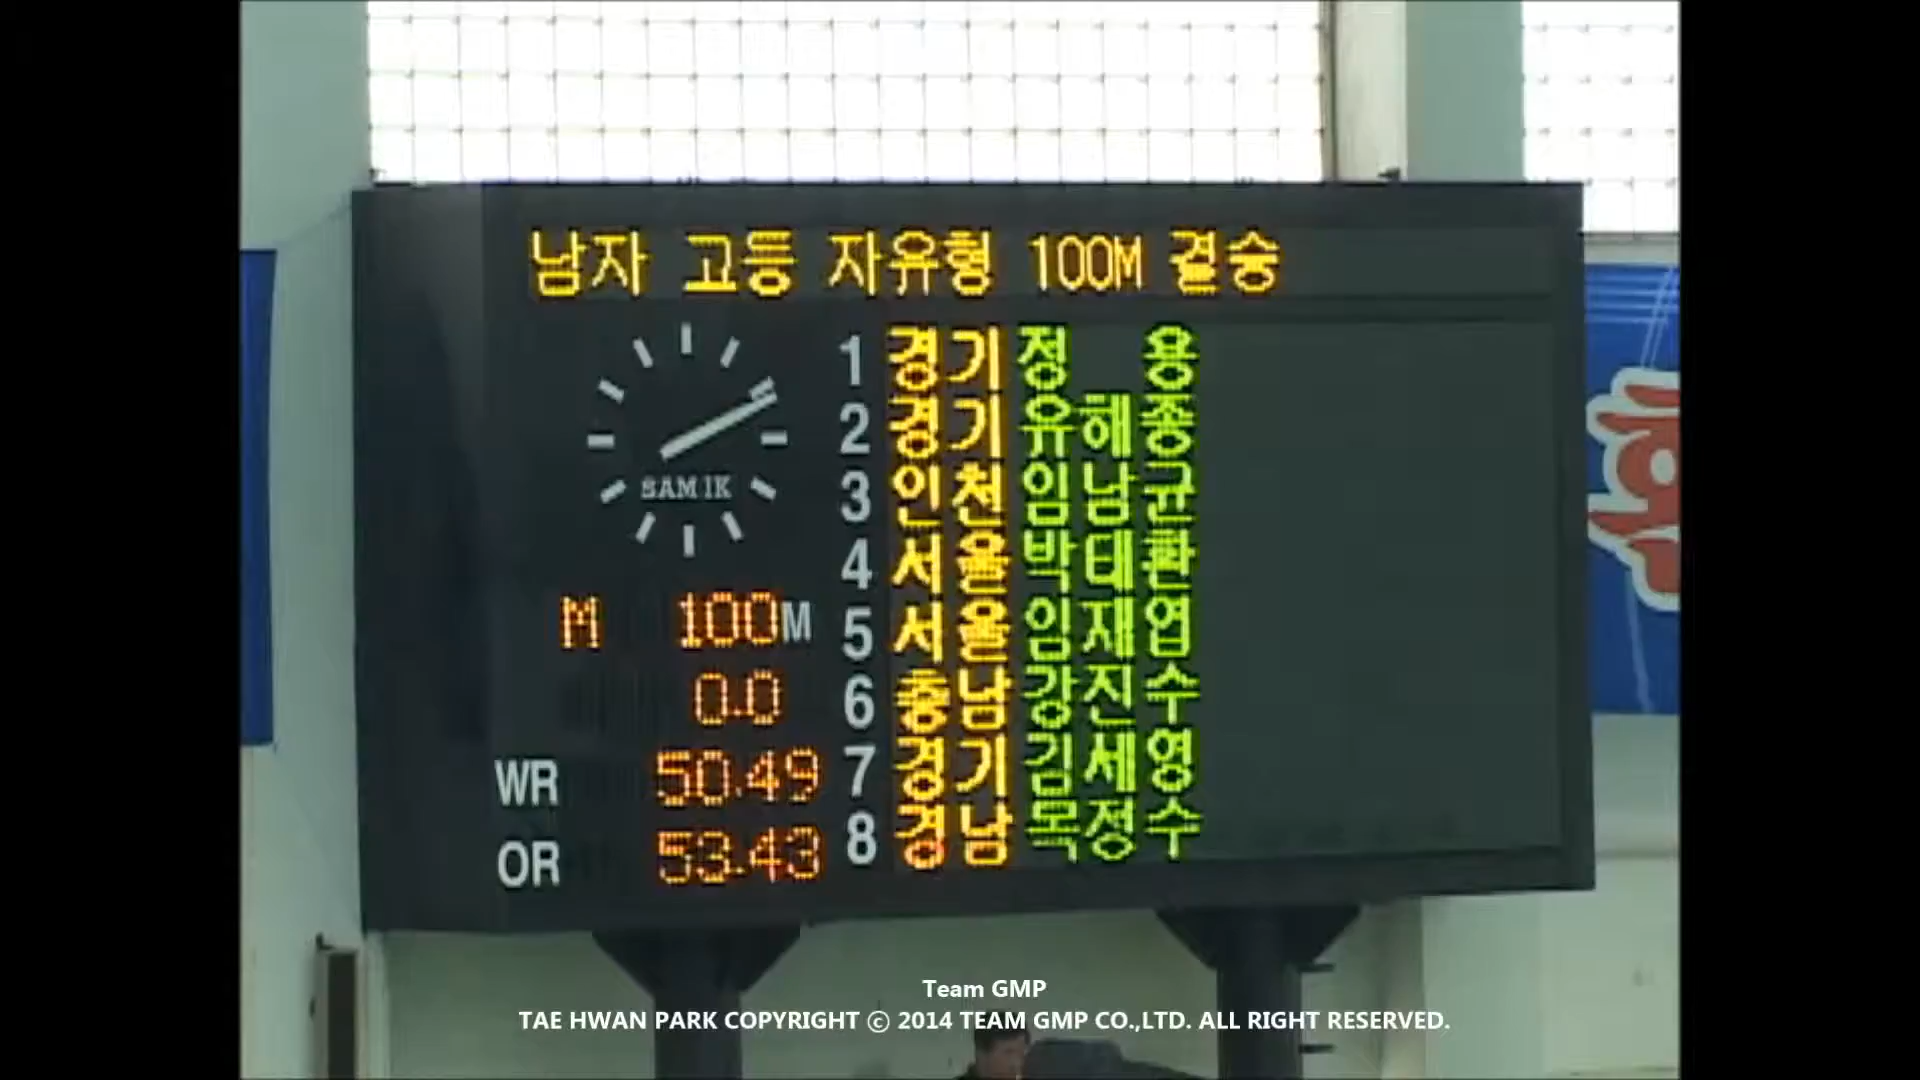 남자 고등 자유형 100M 결승
SAMIK
M 100M
0.0
WR 50.49
OR 53.43
1 경기 정 용
2 경기 유해종
3 인천 임남균
4 서울 박태환
5 서울 임재엽
6 충남 강진수
7 경기 김세영
8 경남 목정수
Team GMP
TAE HWAN PARK COPYRIGHT © 2014 TEAM GMP CO.,LTD. ALL RIGHT RESERVED.